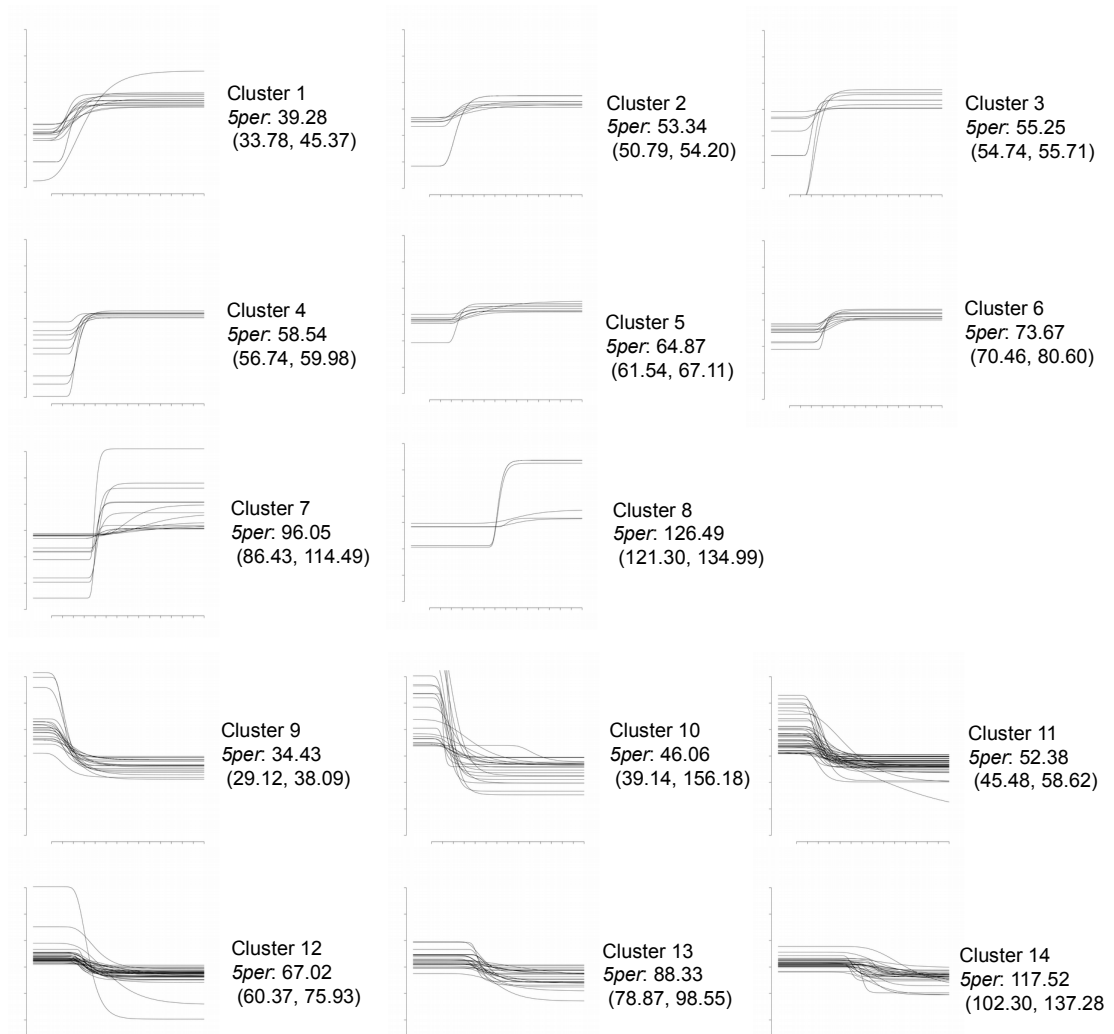 Cluster 1
5per: 39.28
(33.78, 45.37)
Cluster 2
5per: 53.34
(50.79, 54.20)
Cluster 3
5per: 55.25
(54.74, 55.71)
Cluster 4
5per: 58.54
(56.74, 59.98)
Cluster 5
5per: 64.87
(61.54, 67.11)
Cluster 6
5per: 73.67
(70.46, 80.60)
Cluster 7
5per: 96.05
(86.43, 114.49)
Cluster 8
5per: 126.49
(121.30, 134.99)
Cluster 9
5per: 34.43
(29.12, 38.09)
Cluster 10
5per: 46.06
(39.14, 156.18)
Cluster 11
5per: 52.38
(45.48, 58.62)
Cluster 12
5per: 67.02
(60.37, 75.93)
Cluster 13
5per: 88.33
(78.87, 98.55)
Cluster 14
5per: 117.52
(102.30, 137.28